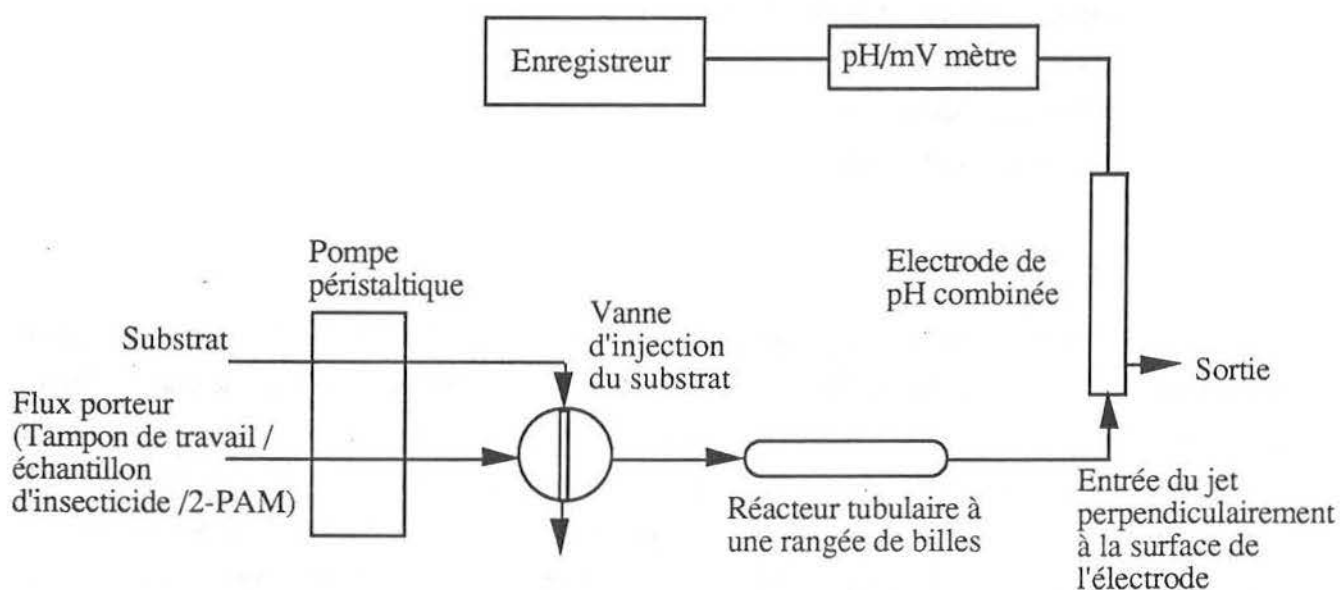 Enregistreur
pH/mV mètre
Pompe
péristaltique
Electrode de
pH combinée
Vanne
d'injection
du substrat
Substrat
Sortie
Flux porteur
(Tampon de travail /
échantillon
d'insecticide /2-PAM)
Réacteur tubulaire à
une rangée de billes
Entrée du jet
perpendiculairement
à la surface de
l'électrode